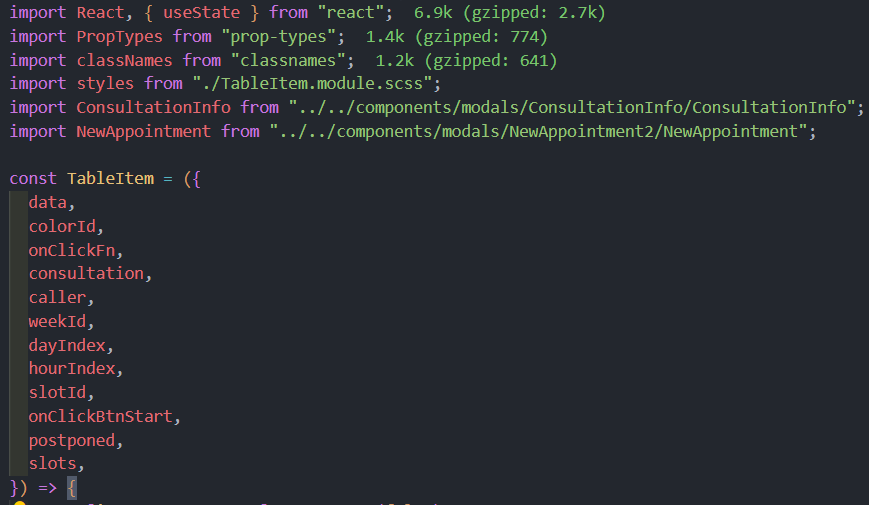 import React, { useState } from "react"; 6.9k (gzipped: 2.7k)
import PropTypes from "prop-types"; 1.4k (gzipped: 774)
import classNames from "classnames"; 1.2k (gzipped: 641)
import styles from "./TableItem.module.scss";
import ConsultationInfo from "../../components/modals/ConsultationInfo/ConsultationInfo";
import NewAppointment from "../../components/modals/NewAppointment2/NewAppointment";
const TableItem = ({
data,
colorId,
onClickFn,
consultation,
caller,
weekId,
dayIndex,
hourIndex,
slotId,
onClickBtnStart,
postponed,
slots,
}) => {